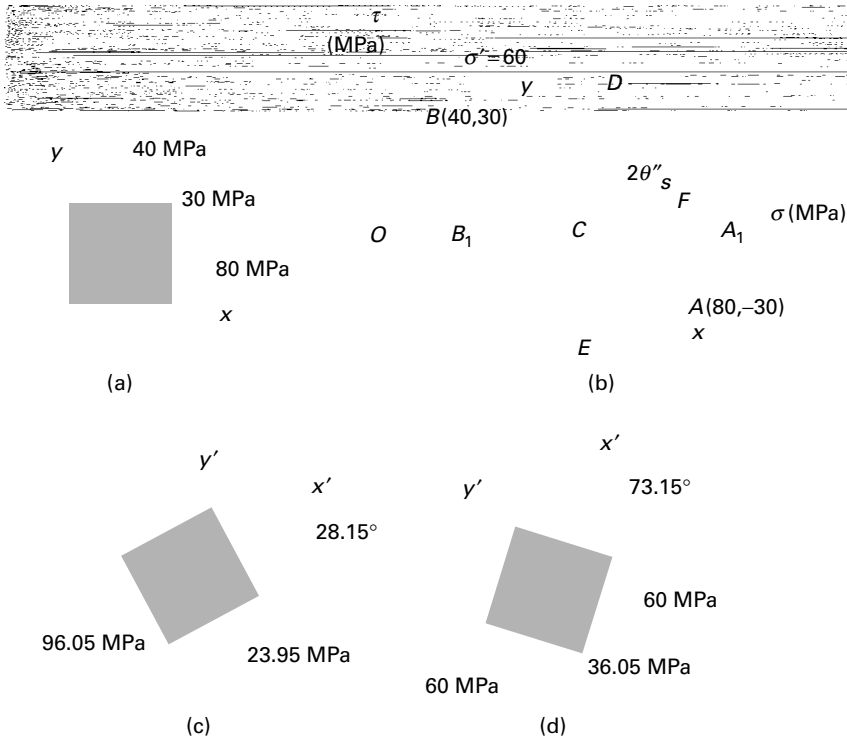 τ
(MPa)
σ′=60
y D
B(40,30)
y 40 MPa
30 MPa
80 MPa
x
(a)
2θ″s
F
σ(MPa)
O B1 C A1
A(80,–30)
x
E
(b)
y′
x′
28.15°
96.05 MPa
23.95 MPa
(c)
x′
y′
73.15°
60 MPa
36.05 MPa
60 MPa
(d)